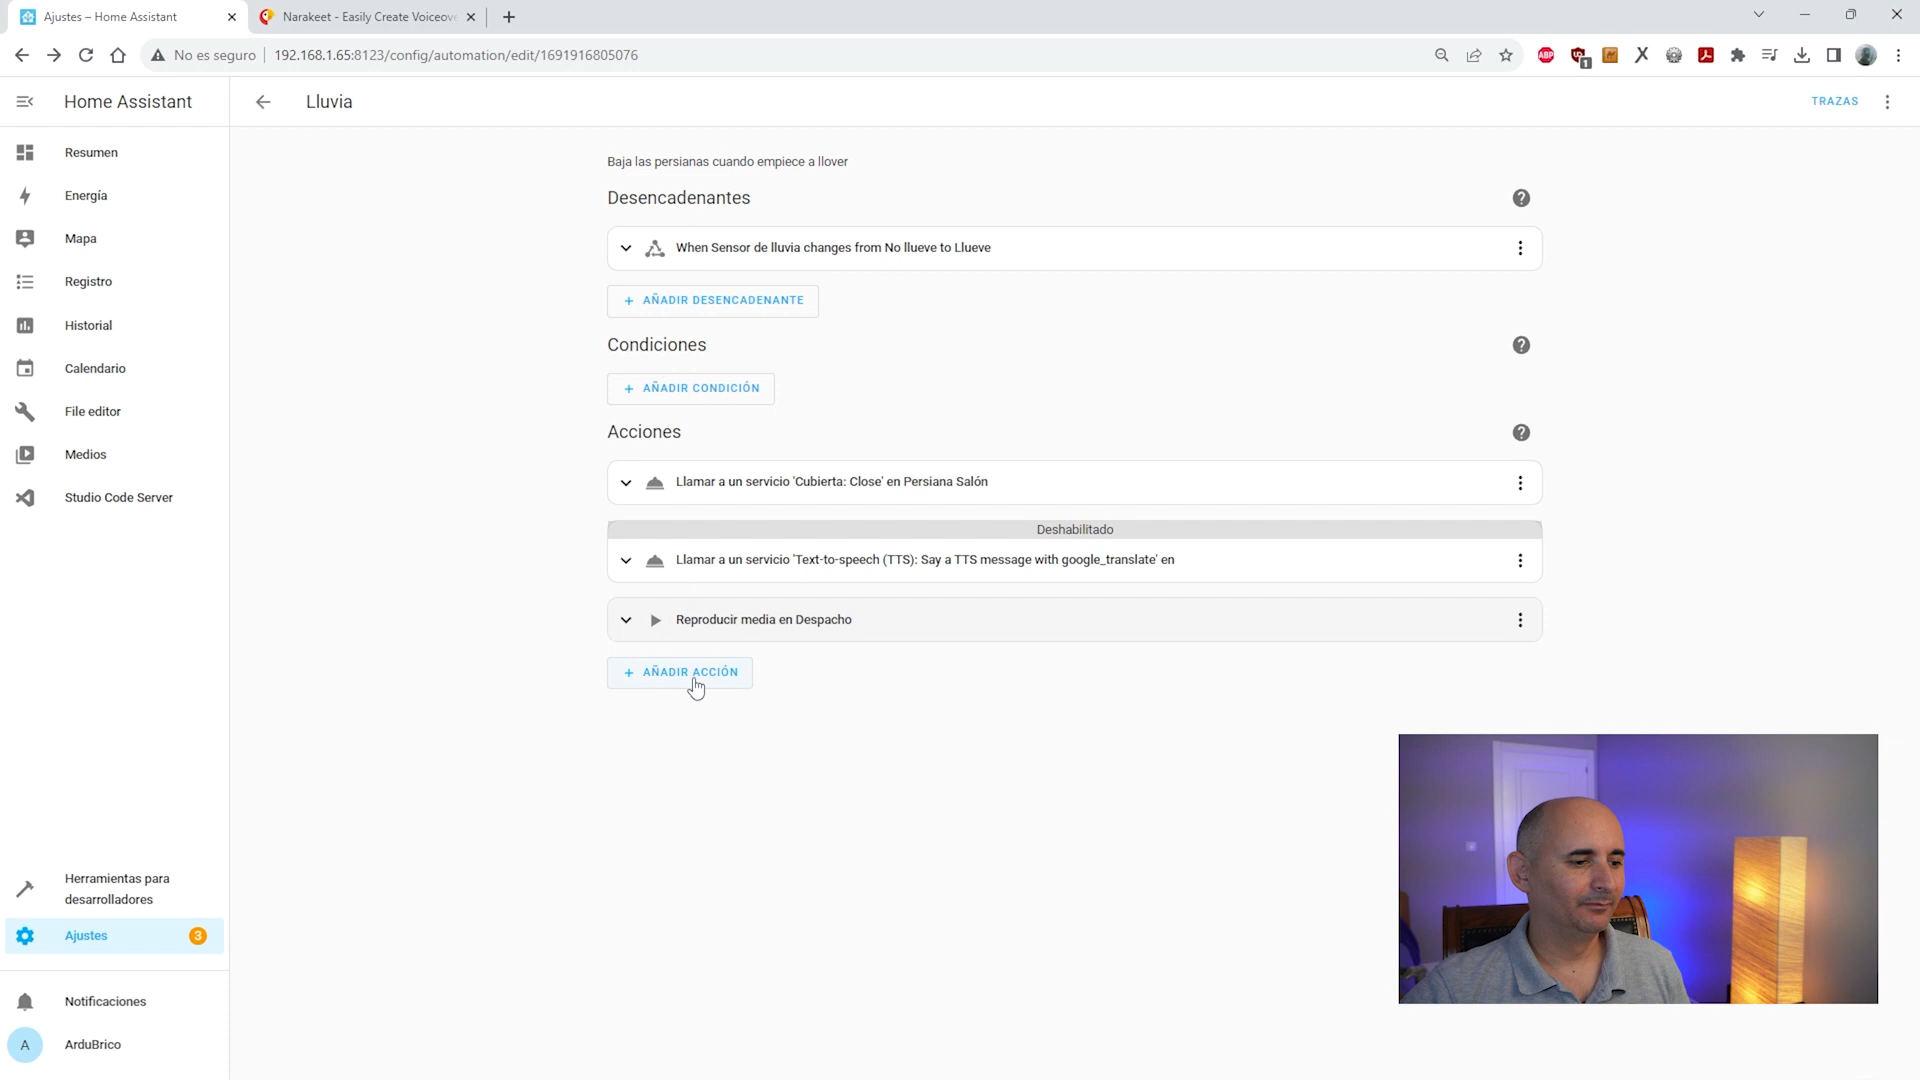 Ajustes – Home Assistant
Narakeet - Easily Create Voiceove
No es seguro
192.168.1.65:8123/config/automation/edit/1691916805076
ABP
1
Home Assistant
Lluvia
TRAZAS
Resumen
Energía
Mapa
Registro
Historial
Calendario
File editor
Medios
Studio Code Server
Herramientas para
desarrolladores
Ajustes
3
Notificaciones
A
ArduBrico
Baja las persianas cuando empiece a llover
Desencadenantes
When Sensor de lluvia changes from No llueve to Llueve
+ AÑADIR DESENCADENANTE
Condiciones
+ AÑADIR CONDICIÓN
Acciones
Llamar a un servicio 'Cubierta: Close' en Persiana Salón
Deshabilitado
Llamar a un servicio 'Text-to-speech (TTS): Say a TTS message with google_translate' en
Reproducir media en Despacho
+ AÑADIR ACCIÓN